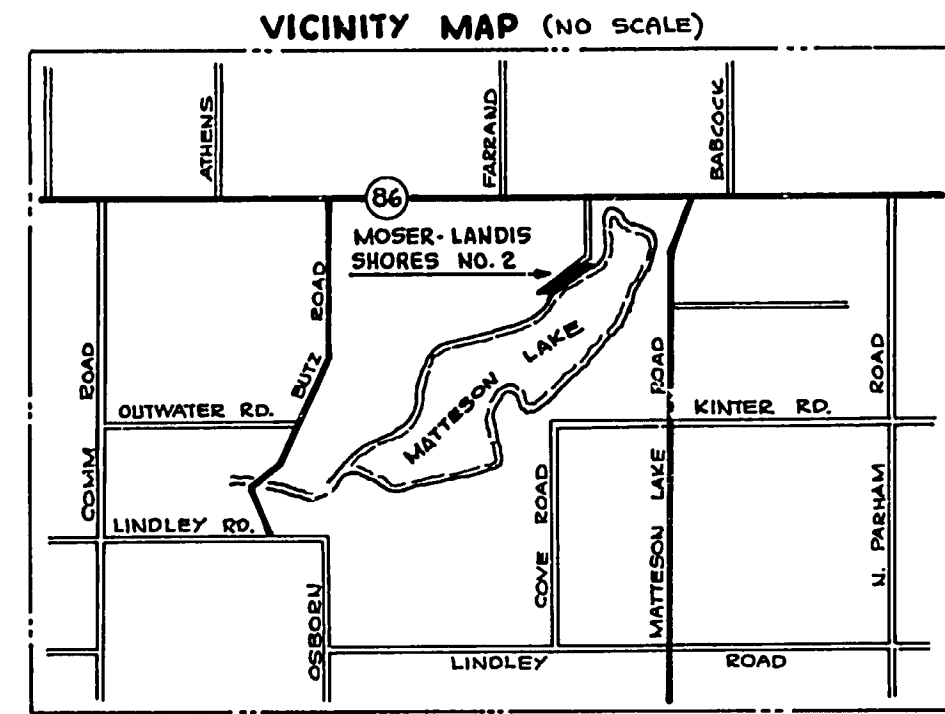 VICINITY MAP (NO SCALE)
ATHENS
FARRAND
BABCOCK
86
MOSER-LANDIS
SHORES NO. 2
BUTZ ROAD
MATTESON LAKE
COMM ROAD
OUTWATER RD.
LINDLEY RD.
OSBORN
COVE ROAD
MATTESON LAKE ROAD
KINTER RD.
N. PARHAM ROAD
LINDLEY ROAD